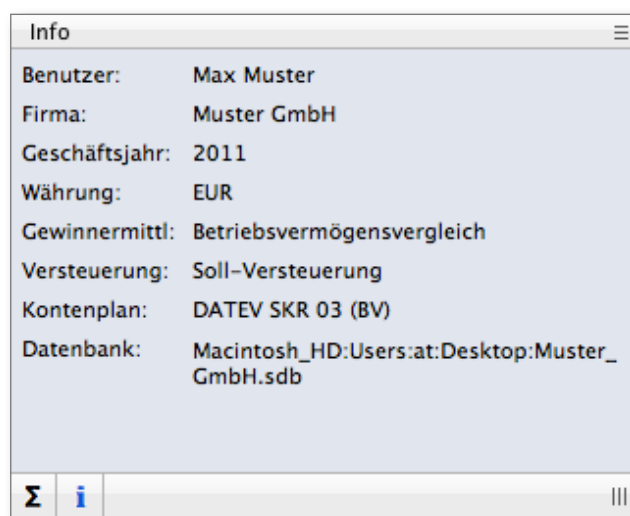 Info
Benutzer: Max Muster
Firma: Muster GmbH
Geschäftsjahr: 2011
Währung: EUR
Gewinnermittl: Betriebsvermögensvergleich
Versteuerung: Soll-Versteuerung
Kontenplan: DATEV SKR 03 (BV)
Datenbank: Macintosh_HD:Users:at:Desktop:Muster_
GmbH.sdb
Σ i